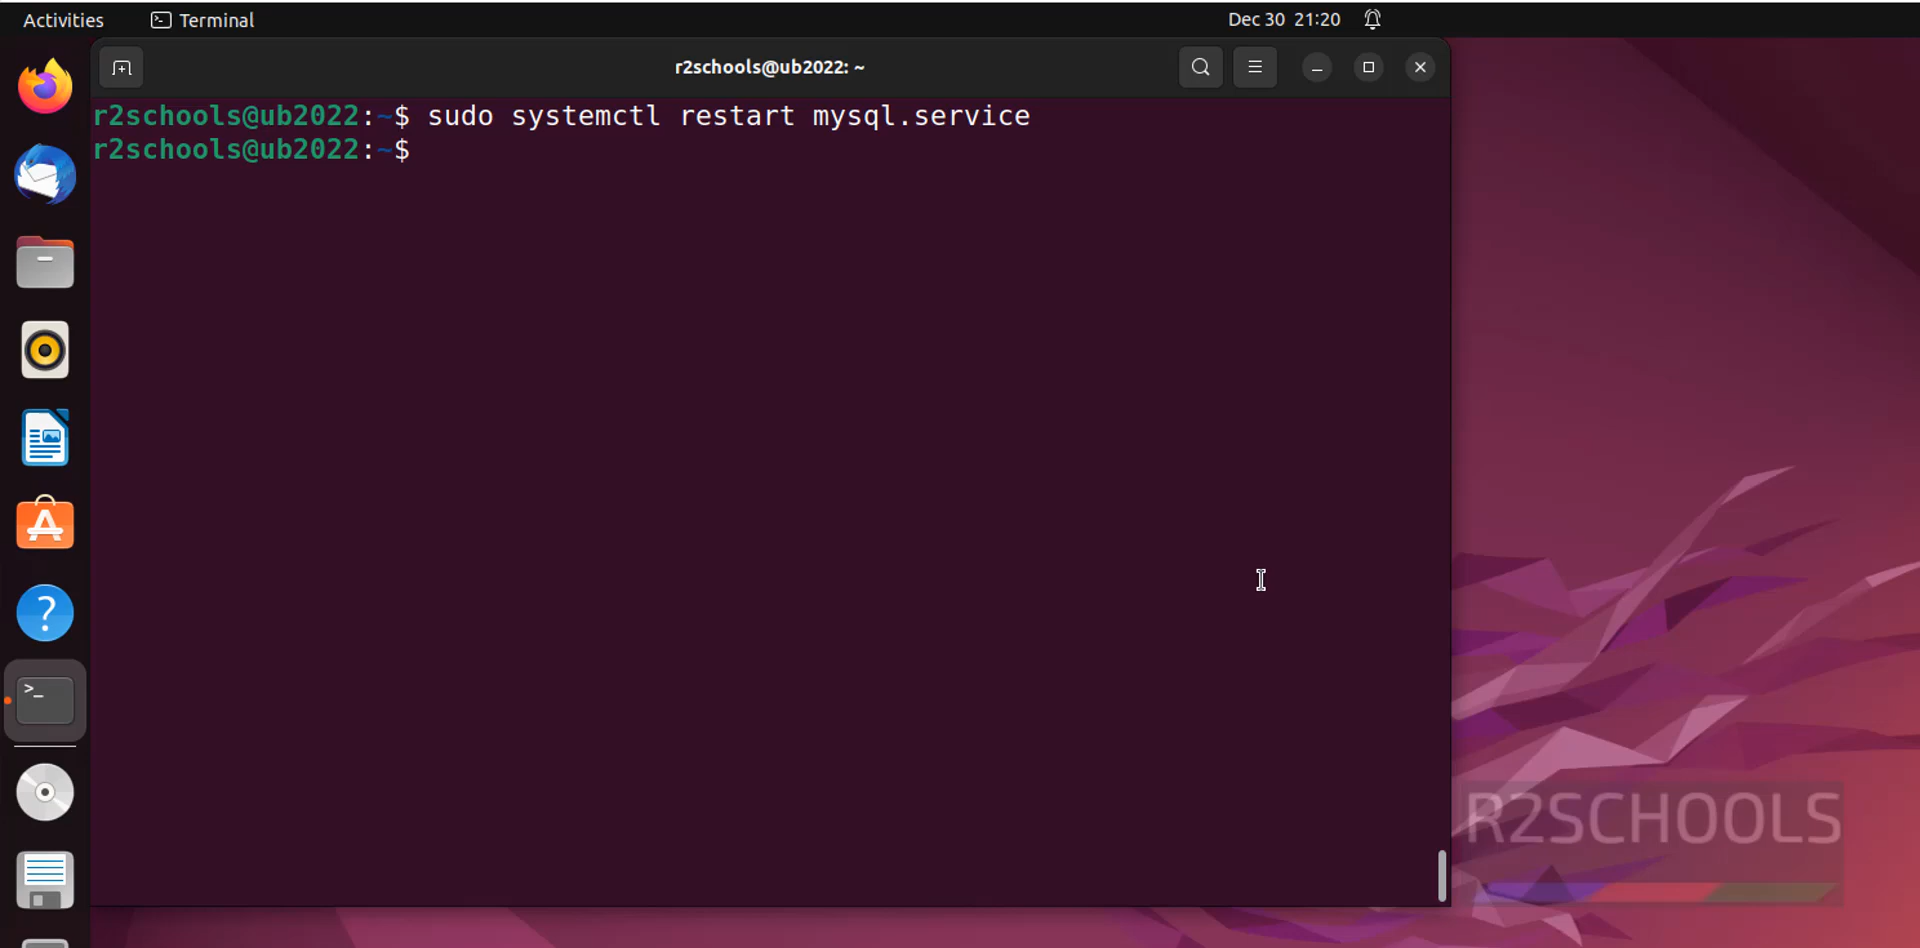 Activities Terminal Dec 30 21:20
r2schools@ub2022: ~
r2schools@ub2022:~$ sudo systemctl restart mysql.service
r2schools@ub2022:~$
R2SCHOOLS